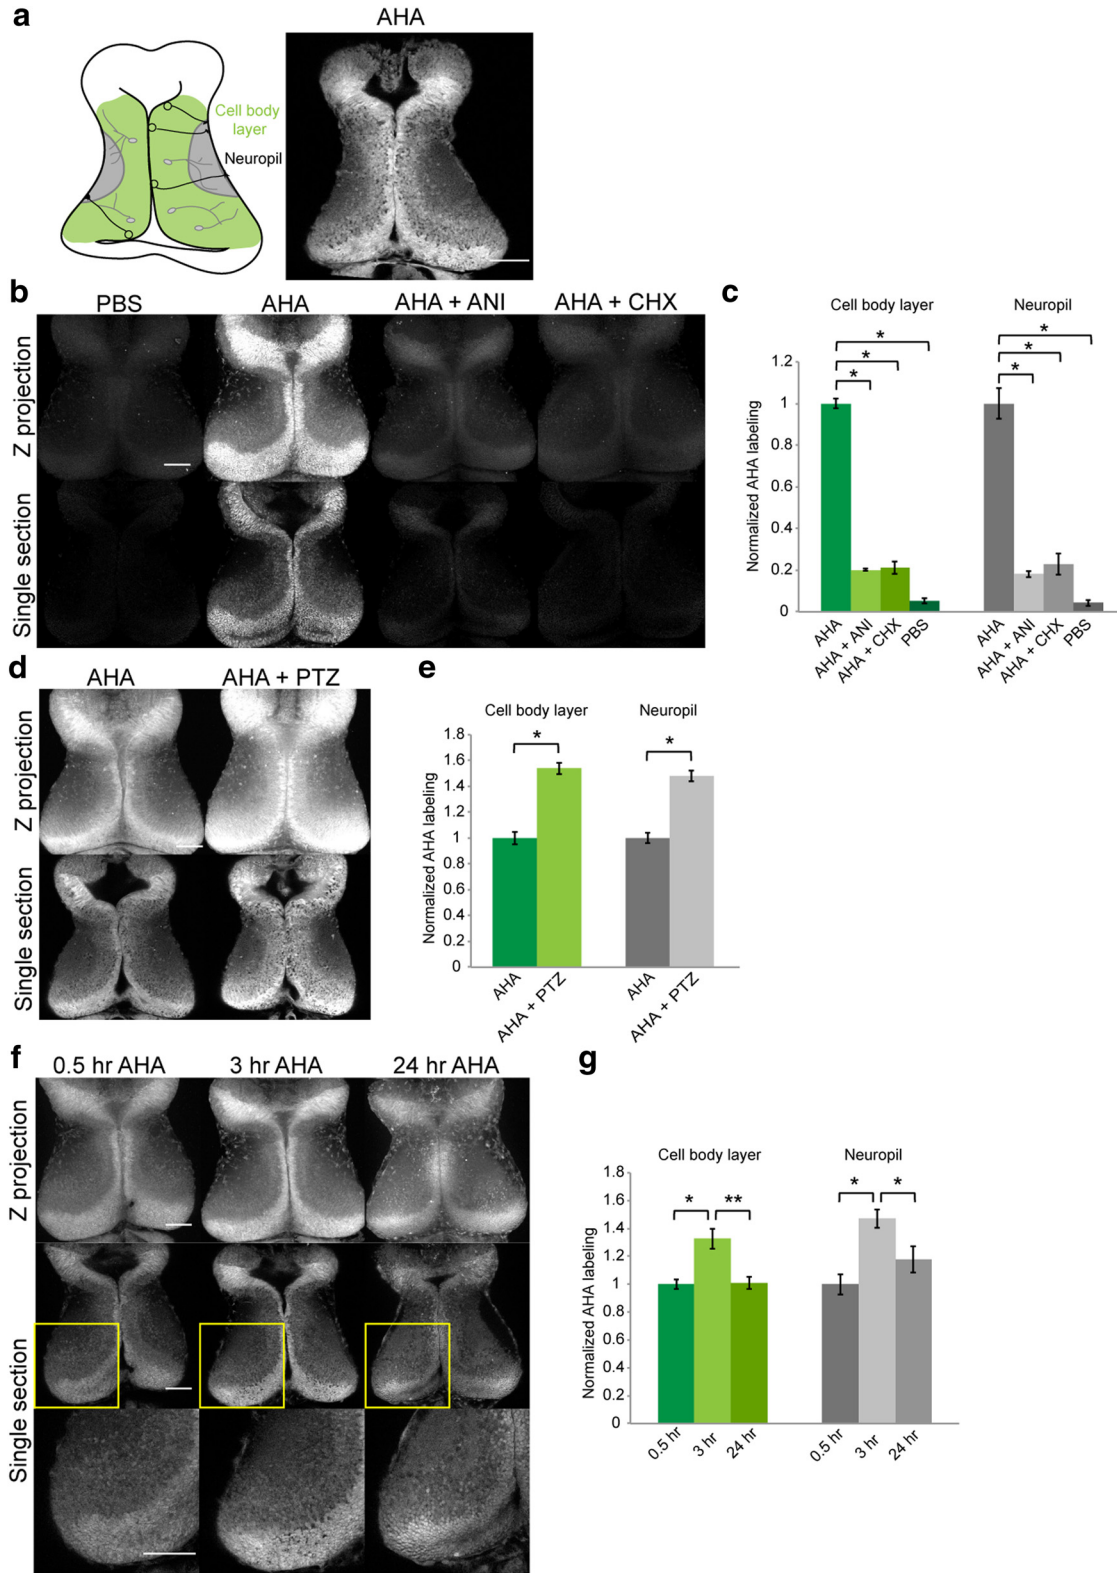 a
AHA
Cell body
layer
Neuropil
b
PBS
AHA
AHA + ANI
AHA + CHX
Z projection
Single section
c
Cell body layer
Neuropil
*
*
*
*
*
*
Normalized AHA labeling
1.2
1
0.8
0.6
0.4
0.2
0
AHA
AHA + ANI
AHA + CHX
PBS
AHA
AHA + ANI
AHA + CHX
PBS
d
AHA
AHA + PTZ
Z projection
Single section
e
Cell body layer
Neuropil
*
*
Normalized AHA labeling
1.8
1.6
1.4
1.2
1
0.8
0.6
0.4
0.2
0
AHA
AHA + PTZ
AHA
AHA + PTZ
f
0.5 hr AHA
3 hr AHA
24 hr AHA
Z projection
Single section
g
Cell body layer
Neuropil
*
**
*
*
Normalized AHA labeling
1.8
1.6
1.4
1.2
1
0.8
0.6
0.4
0.2
0
0.5 hr
3 hr
24 hr
0.5 hr
3 hr
24 hr